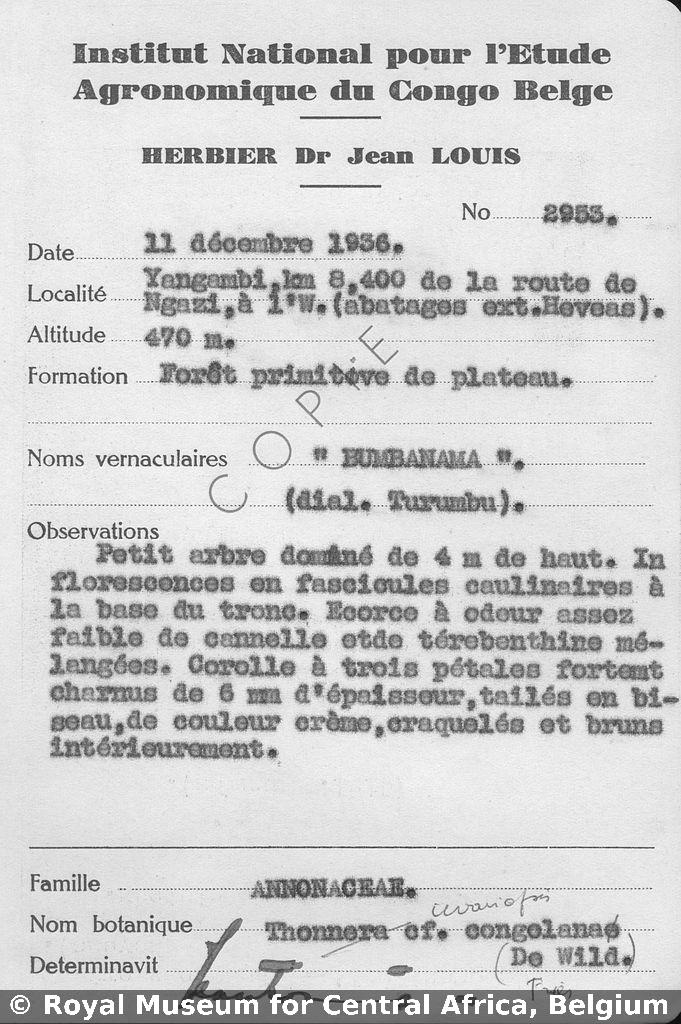 Institut National pour l'Etude
Agronomique du Congo Belge
HERBIER Dr Jean LOUIS
No 2953.
Date 11 décembre 1936.
Localité Yangambi,km 8,400 de la route de
Ngazi,à l'W.(abatages ext.Heveas).
Altitude 470 m.
Formation Forêt primitive de plateau.
COPIE
Noms vernaculaires " BUMBANAMA ".
(dial. Turumbu).
Observations
Petit arbre dominé de 4 m de haut. In
florescences en fascicules caulinaires à
la base du tronc. Ecorce à odeur assez
faible de cannelle etde térebenthine mé-
langées. Corolle à trois pétales fortemt
charnus de 6 mm d'épaisseur,tailés en bi-
seau,de couleur crème,craquelés et bruns
intérieurement.
Famille ANNONACEAE.
uvariopsis
Nom botanique Thonnera cf. congolana
Determinavit (De Wild.)
© Royal Museum for Central Africa, Belgium